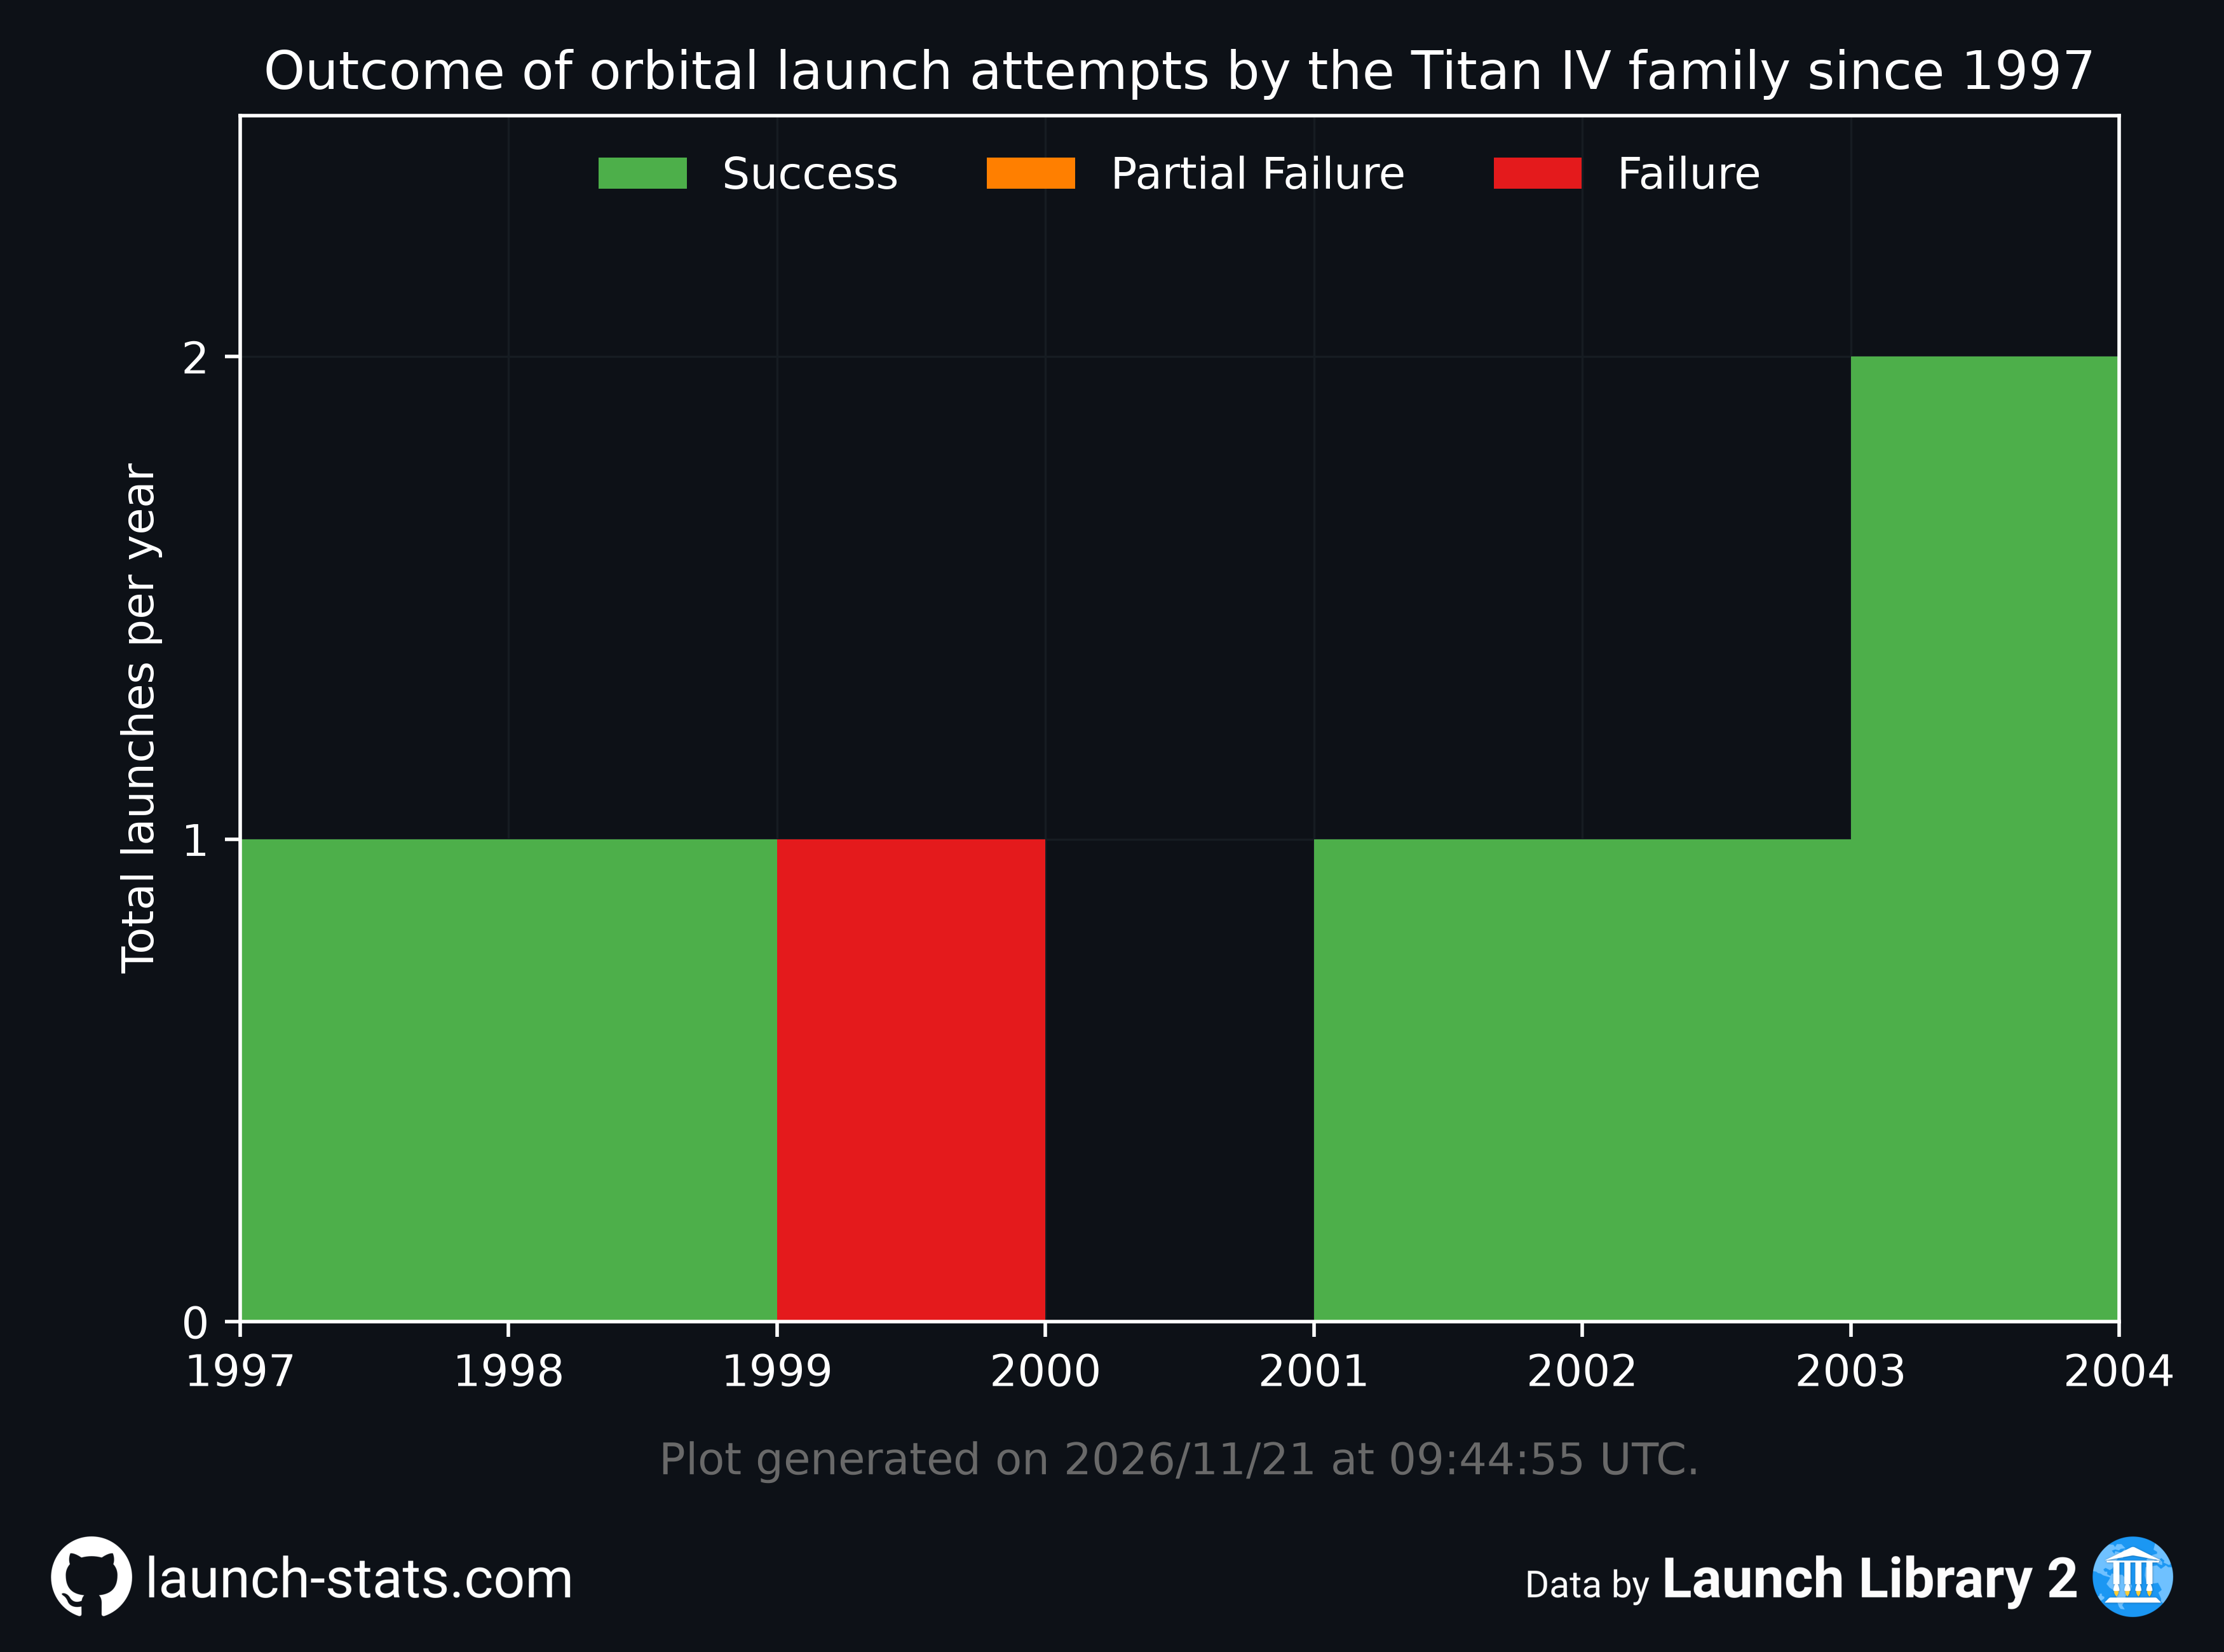 Outcome of orbital launch attempts by the Titan IV family since 1997
Success Partial Failure Failure
Total launches per year
2
1
0
1997 1998 1999 2000 2001 2002 2003 2004
Plot generated on 2026/11/21 at 09:44:55 UTC.
launch-stats.com
Data by Launch Library 2